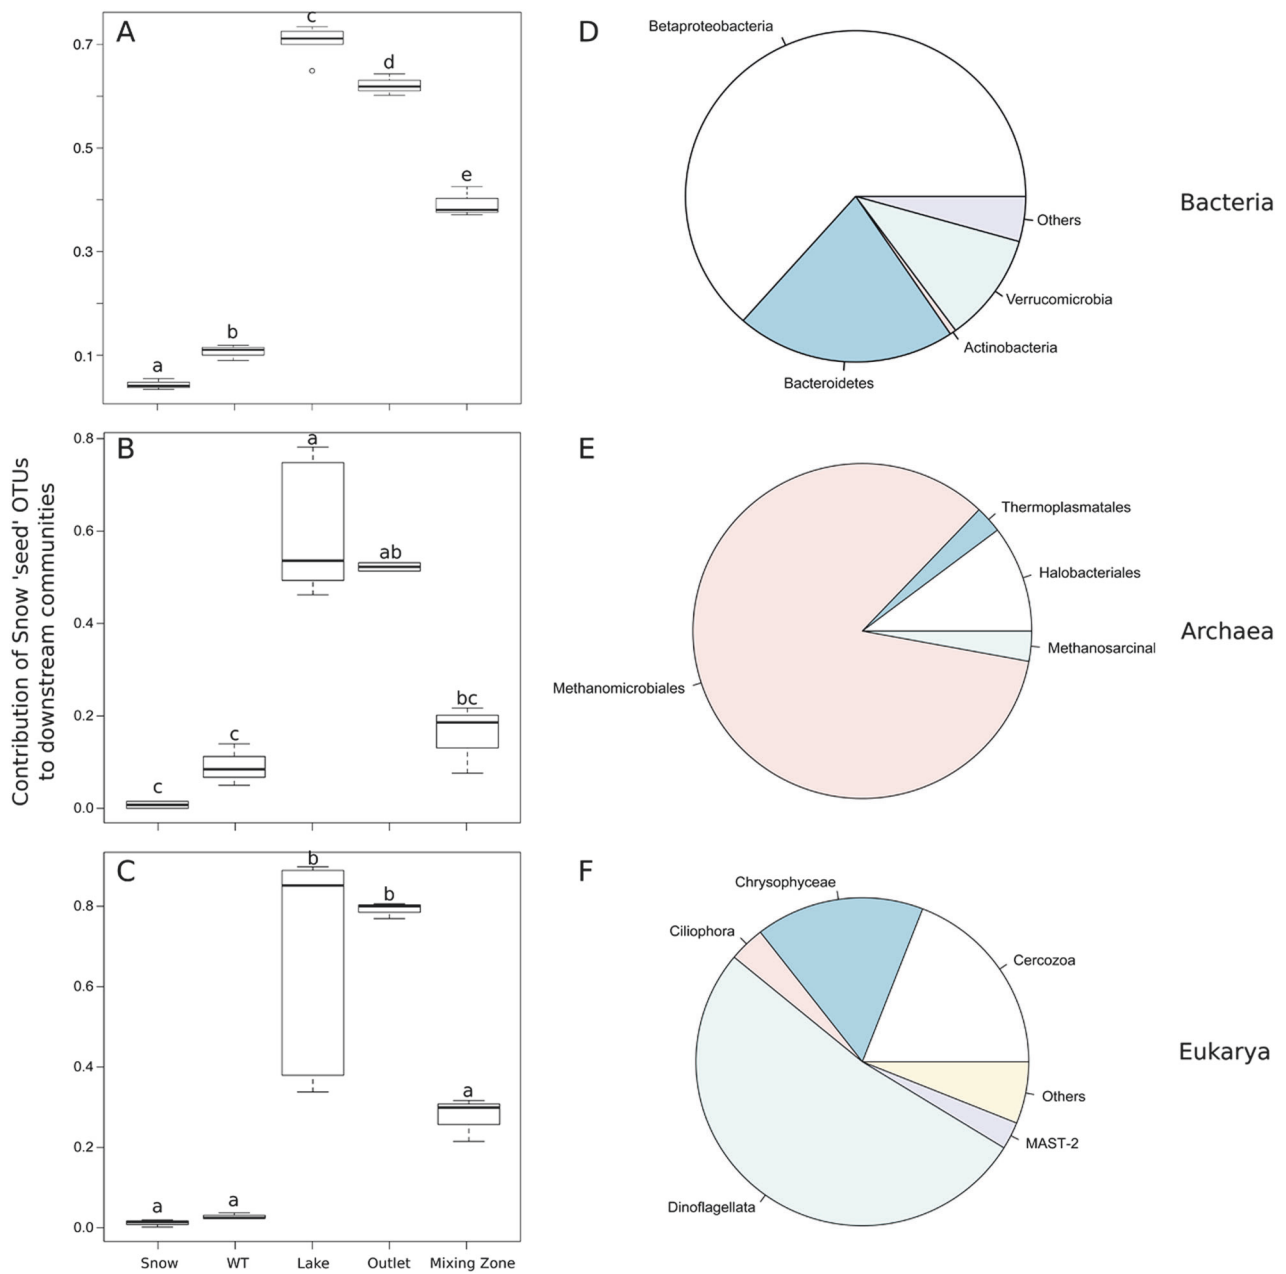 A
0.7
0.5
0.3
0.1
a
b
c
d
e
D
Betaproteobacteria
Others
Verrucomicrobia
Actinobacteria
Bacteroidetes
Bacteria
Contribution of Snow 'seed' OTUs
to downstream communities
B
0.8
0.6
0.4
0.2
0.0
c
c
a
ab
bc
E
Thermoplasmatales
Halobacteriales
Methanosarcinal
Methanomicrobiales
Archaea
C
0.8
0.6
0.4
0.2
0.0
a
a
b
b
a
Snow
WT
Lake
Outlet
Mixing Zone
F
Chrysophyceae
Ciliophora
Cercozoa
Others
MAST-2
Dinoflagellata
Eukarya